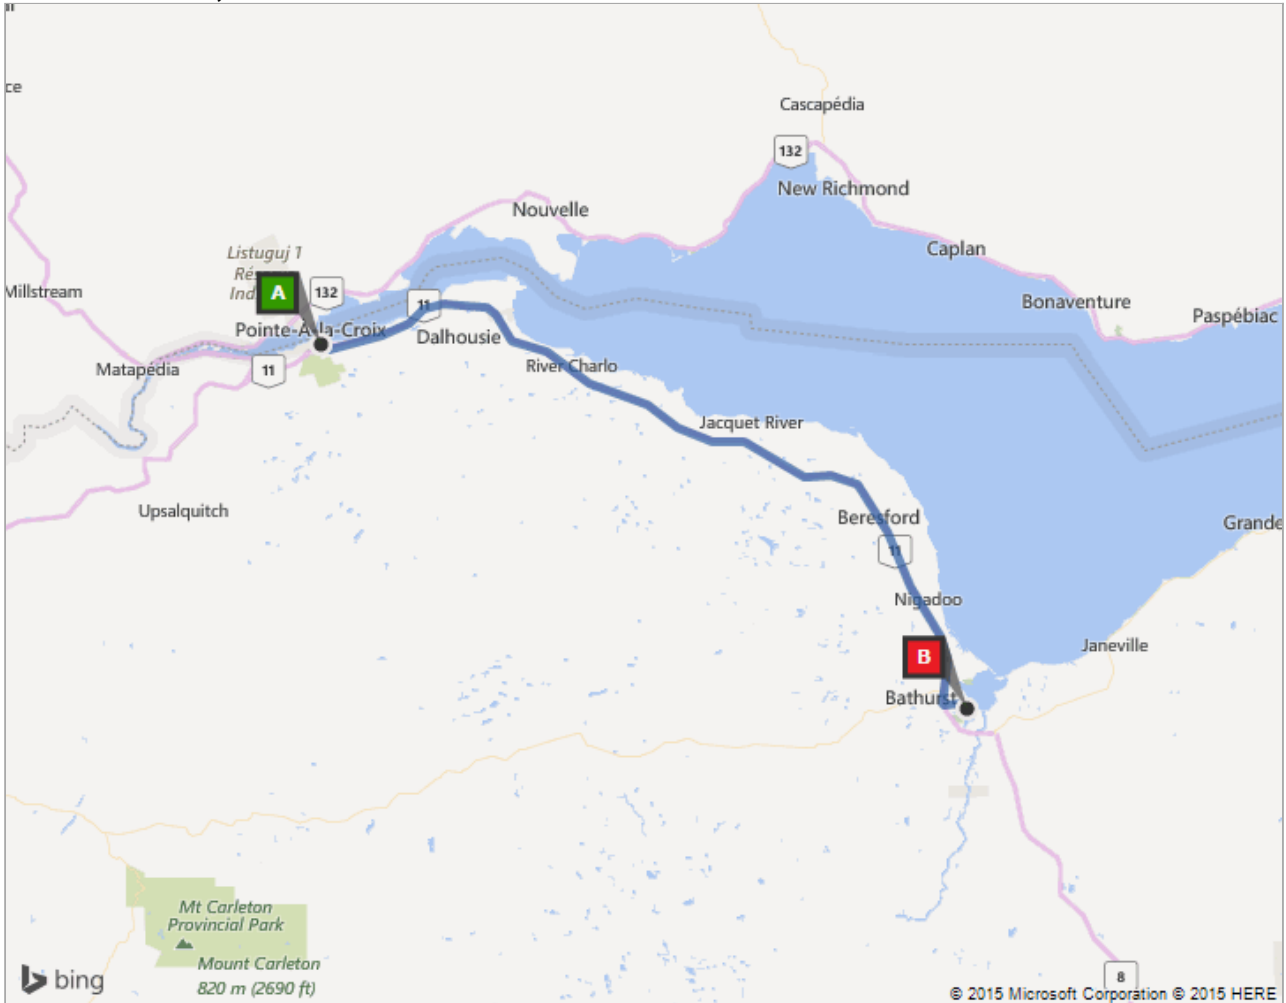 ce
Cascapédia
132
New Richmond
Nouvelle
Caplan
Listuguj 1
Millstream
A
132
11
Bonaventure
Paspébiac
Pointe-À-la-Croix
Dalhousie
Matapédia
11
River Charlo
Jacquet River
Upsalquitch
Beresford
Grande
11
Nigadoo
Janeville
B
Bathurst
Mt Carleton
Provincial Park
Mount Carleton
820 m (2690 ft)
bing
8
© 2015 Microsoft Corporation © 2015 HERE